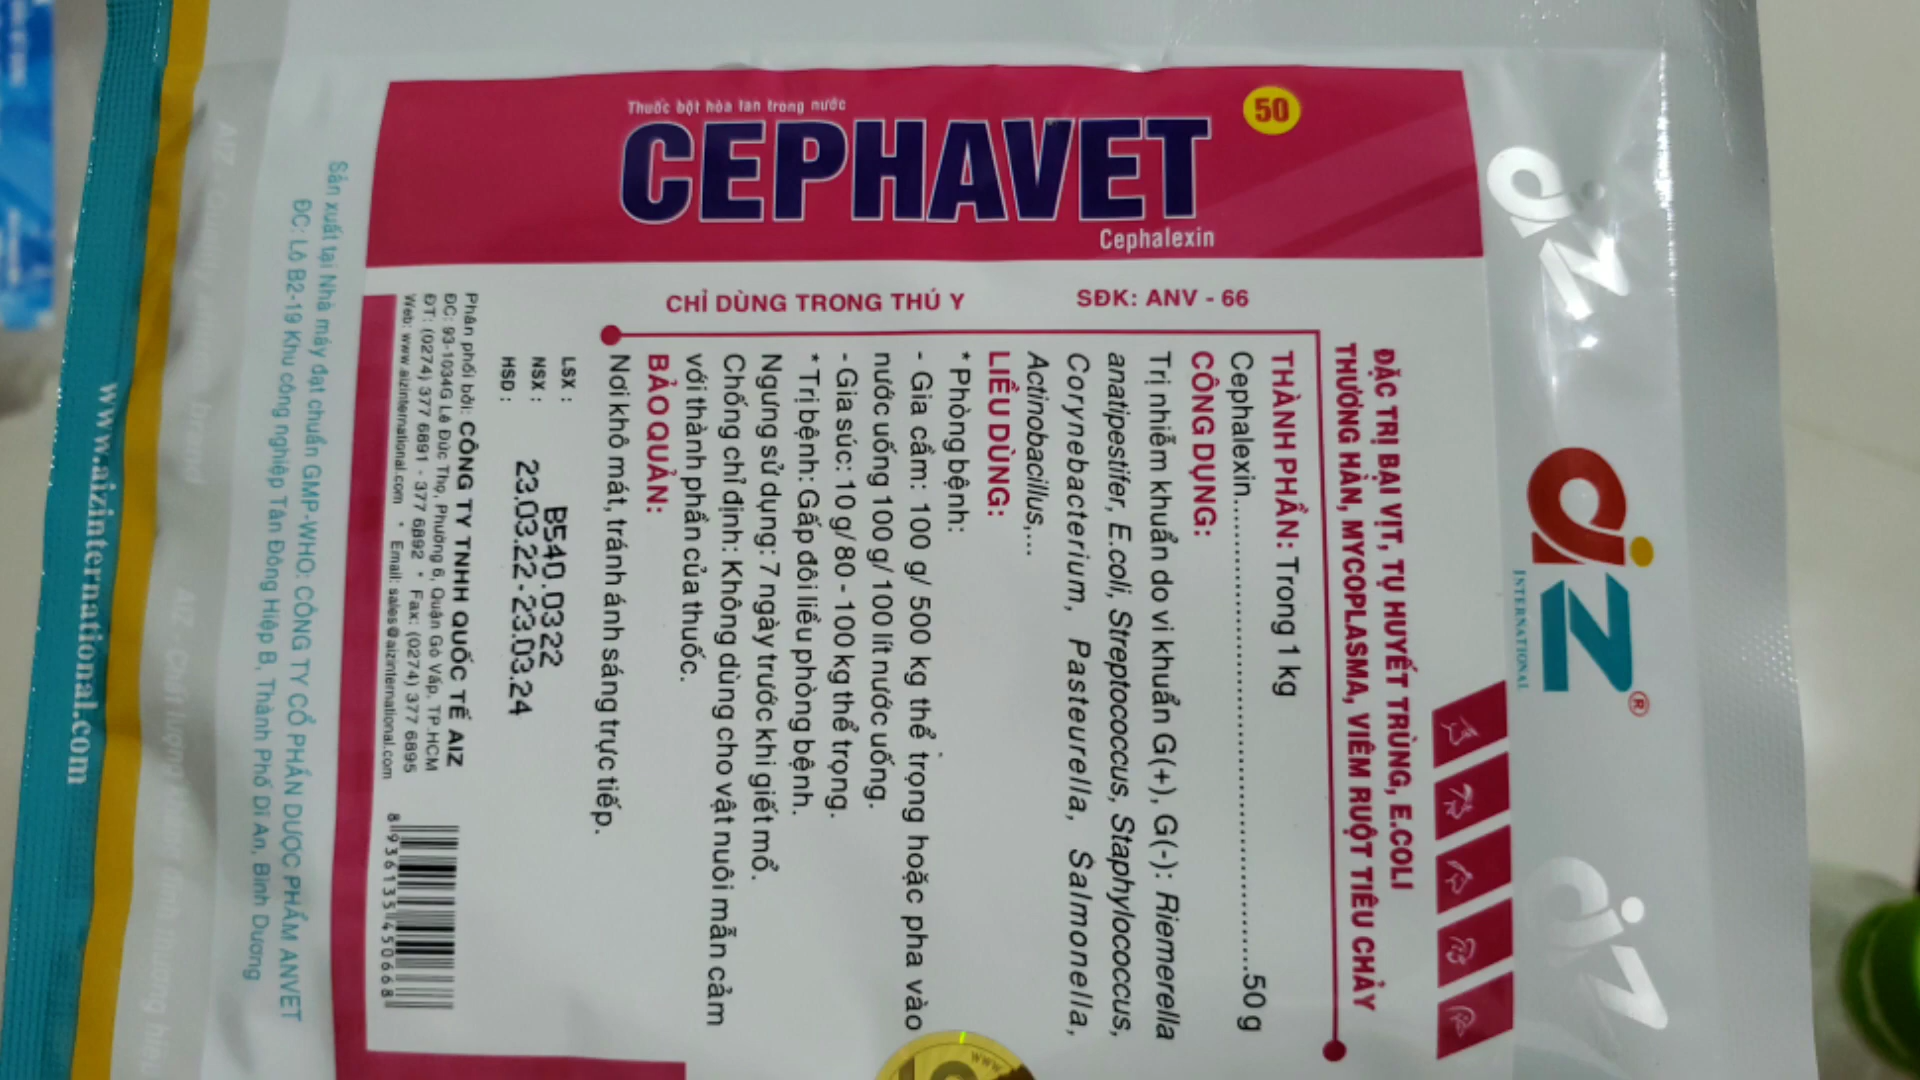 aiz
aiz
INTERNATIONAL
®
aiz
50
Thuốc bột hòa tan trong nước
CEPHAVET
Cephalexin
SĐK: ANV - 66
CHỈ DÙNG TRONG THÚ Y
ĐẶC TRỊ BẠI VỊT, TỤ HUYẾT TRÙNG, E.COLI
THƯƠNG HÀN, MYCOPLASMA, VIÊM RUỘT TIÊU CHẢY
THÀNH PHẦN: Trong 1 kg
Cephalexin..........................................50 g
CÔNG DỤNG:
Trị nhiễm khuẩn do vi khuẩn G(+), G(-): Riemerella
anatipestifer, E.coli, Streptococcus, Staphylococcus,
Corynebacterium, Pasteurella, Salmonella,
Actinobacillus,...
LIỀU DÙNG:
* Phòng bệnh:
- Gia cầm: 100 g/ 500 kg thể trọng hoặc pha vào
nước uống 100 g/ 100 lít nước uống.
- Gia súc: 10 g/ 80 - 100 kg thể trọng.
* Trị bệnh: Gấp đôi liều phòng bệnh.
Ngưng sử dụng: 7 ngày trước khi giết mổ.
Chống chỉ định: Không dùng cho vật nuôi mẫn cảm
với thành phần của thuốc.
BẢO QUẢN:
Nơi khô mát, tránh ánh sáng trực tiếp.
LSX : B540.0322
NSX : 23.03.22-23.03.24
HSD :
Phân phối bởi: CÔNG TY TNHH QUỐC TẾ AIZ
ĐC: 93-1034G Lê Đức Thọ, Phường 6, Quận Gò Vấp, TP.HCM
ĐT: (0274) 377 6891 - 377 6892 * Fax: (0274) 377 6895
Web: www.aizinternational.com * Email: sales@aizinternational.com
8 936135 450668
Sản xuất tại Nhà máy đạt chuẩn GMP-WHO: CÔNG TY CỔ PHẦN DƯỢC PHẨM ANVET
ĐC: Lô B2-19 Khu công nghiệp Tân Đông Hiệp B, Thành Phố Dĩ An, Bình Dương
www.aizinternational.com